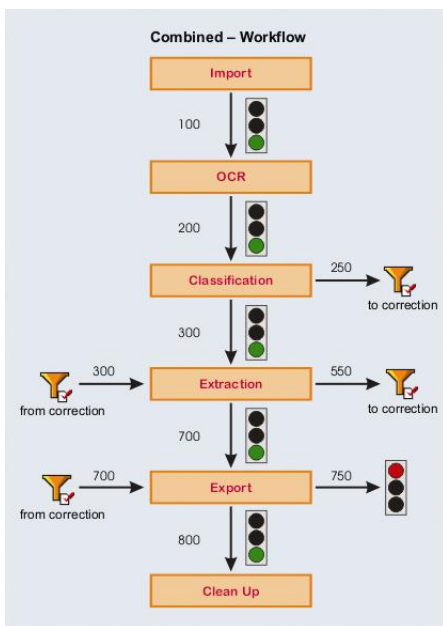 Combined – Workflow
Import
100
OCR
200
Classification
250
to correction
300
300
from correction
Extraction
550
to correction
700
700
from correction
Export
750
800
Clean Up